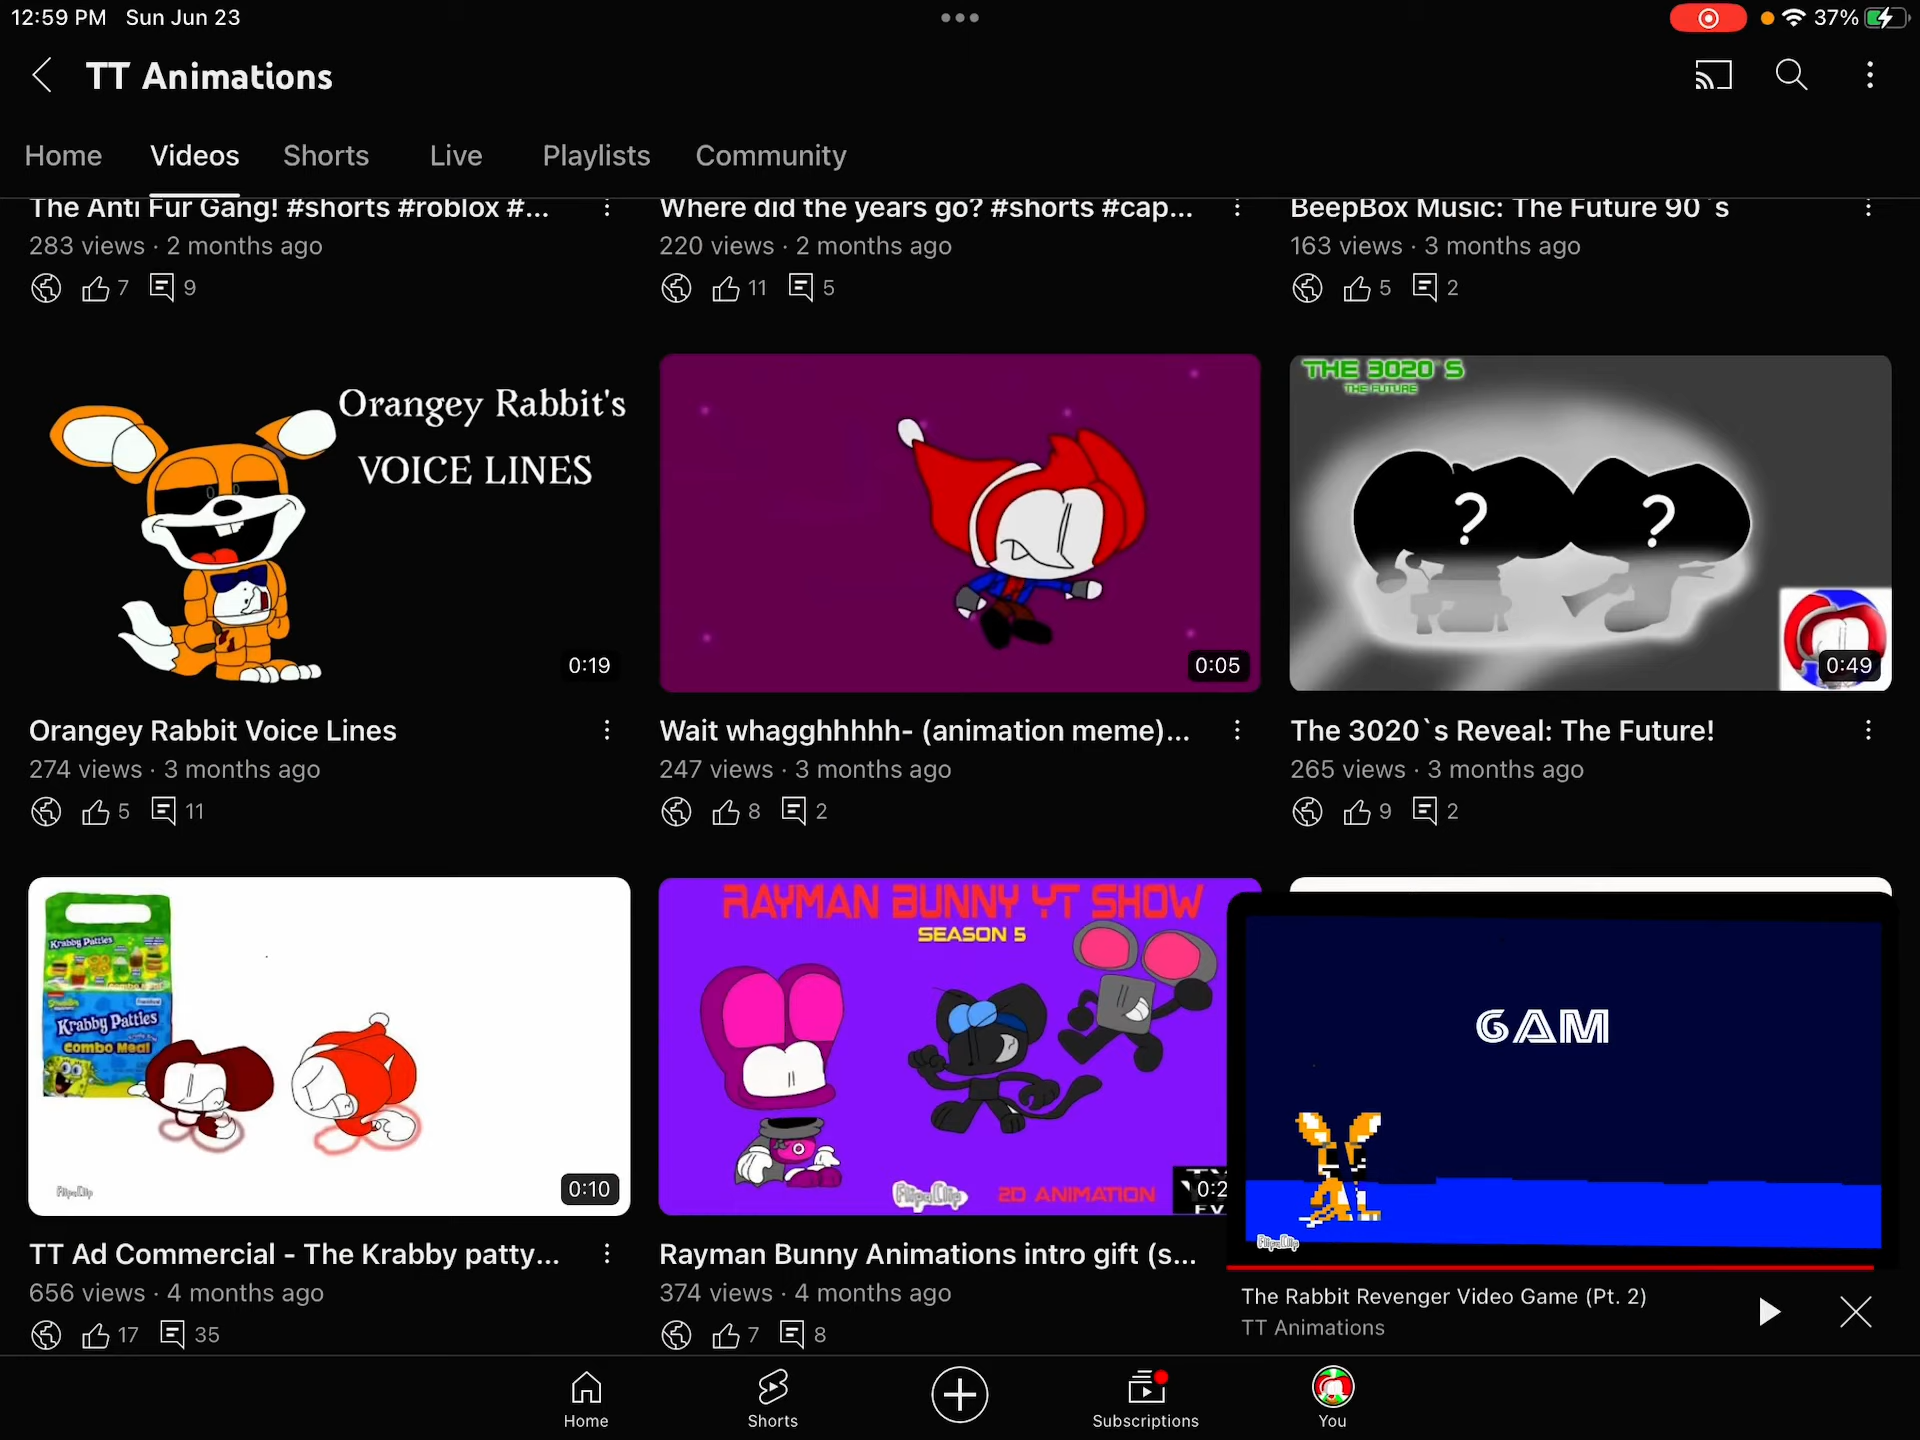 12:59 PM Sun Jun 23
37%
TT Animations
Home Videos Shorts Live Playlists Community
The Anti Fur Gang! #shorts #roblox #...
283 views · 2 months ago
7 9
Where did the years go? #shorts #cap...
220 views · 2 months ago
11 5
BeepBox Music: The Future 90`s
163 views · 3 months ago
5 2
Orangey Rabbit's
VOICE LINES
0:19
Orangey Rabbit Voice Lines
274 views · 3 months ago
5 11
0:05
Wait whagghhhhh- (animation meme)...
247 views · 3 months ago
8 2
THE 3020`S
THE FUTURE
? ?
0:49
The 3020`s Reveal: The Future!
265 views · 3 months ago
9 2
Krabby Patties
Krabby Patties
Combo Meal
FlipaClip
0:10
TT Ad Commercial - The Krabby patty...
656 views · 4 months ago
17 35
RAYMAN BUNNY YT SHOW
SEASON 5
FlipaClip
2D ANIMATION
0:2
Rayman Bunny Animations intro gift (s...
374 views · 4 months ago
7 8
6AM
FlipaClip
The Rabbit Revenger Video Game (Pt. 2)
TT Animations
Home Shorts Subscriptions You